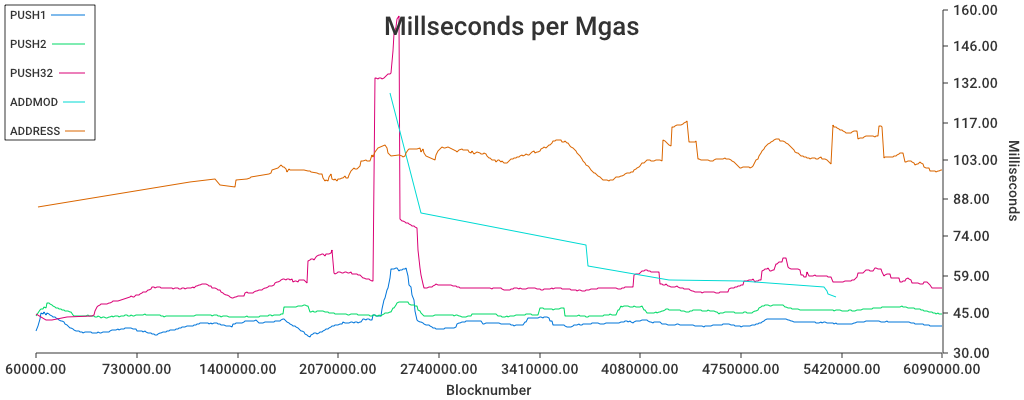 Millseconds per Mgas
PUSH1
PUSH2
PUSH32
ADDMOD
ADDRESS
160.00
146.00
132.00
117.00
103.00
88.00
74.00
59.00
45.00
30.00
Milliseconds
60000.00 730000.00 1400000.00 2070000.00 2740000.00 3410000.00 4080000.00 4750000.00 5420000.00 6090000.00
Blocknumber